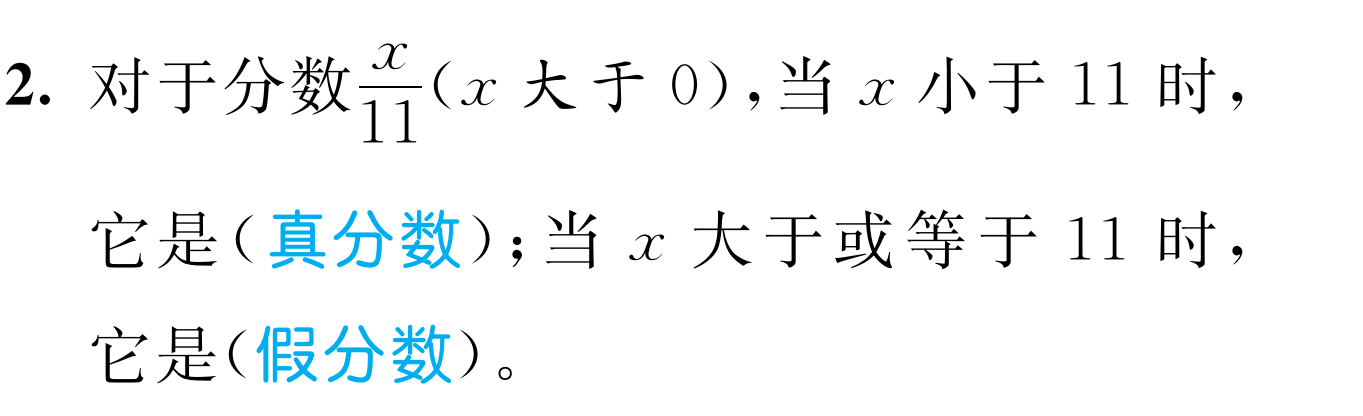 2. 对于分数x/11(x 大于 0),当 x 小于 11 时,
它是(真分数);当 x 大于或等于 11 时,
它是(假分数)。